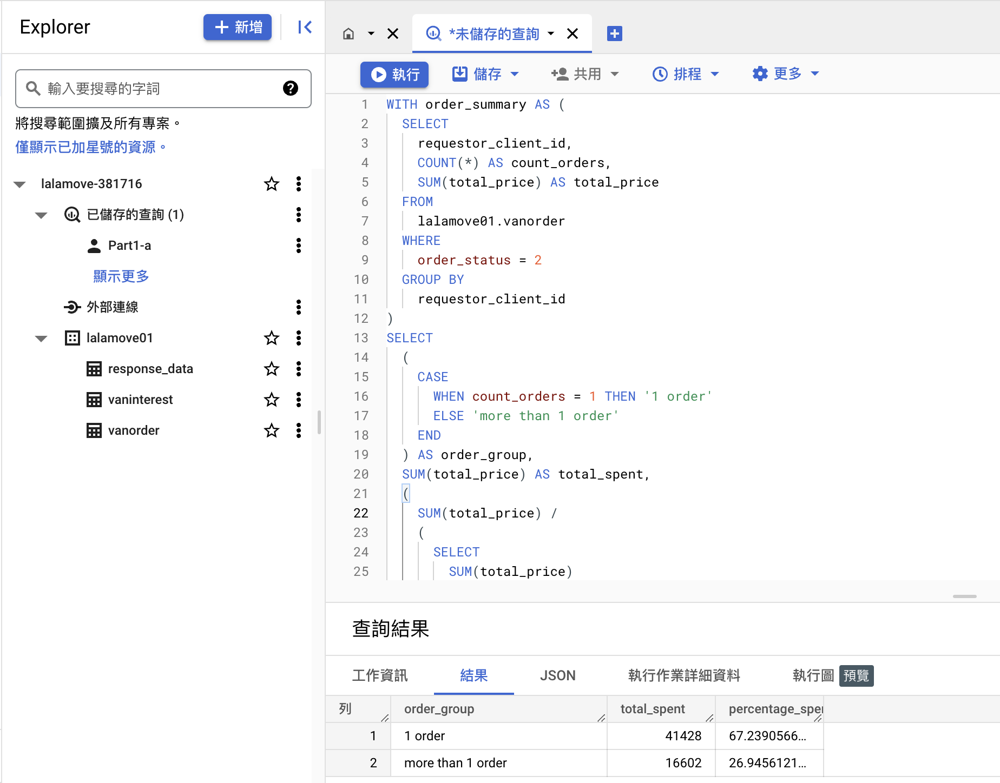 Explorer
新增
輸入要搜尋的字詞
將搜尋範圍擴及所有專案。
僅顯示已加星號的資源。
lalamove-381716
已儲存的查詢 (1)
Part1-a
顯示更多
外部連線
lalamove01
response_data
vaninterest
vanorder
*未儲存的查詢
執行 儲存 共用 排程 更多
1 WITH order_summary AS (
2 SELECT
3 requestor_client_id,
4 COUNT(*) AS count_orders,
5 SUM(total_price) AS total_price
6 FROM
7 lalamove01.vanorder
8 WHERE
9 order_status = 2
10 GROUP BY
11 requestor_client_id
12 )
13 SELECT
14 (
15 CASE
16 WHEN count_orders = 1 THEN '1 order'
17 ELSE 'more than 1 order'
18 END
19 ) AS order_group,
20 SUM(total_price) AS total_spent,
21 (
22 SUM(total_price) /
23 (
24 SELECT
25 SUM(total_price)
查詢結果
工作資訊 結果 JSON 執行作業詳細資料 執行圖 預覽
列 order_group total_spent percentage_spe
1 1 order 41428 67.2390566...
2 more than 1 order 16602 26.9456121...